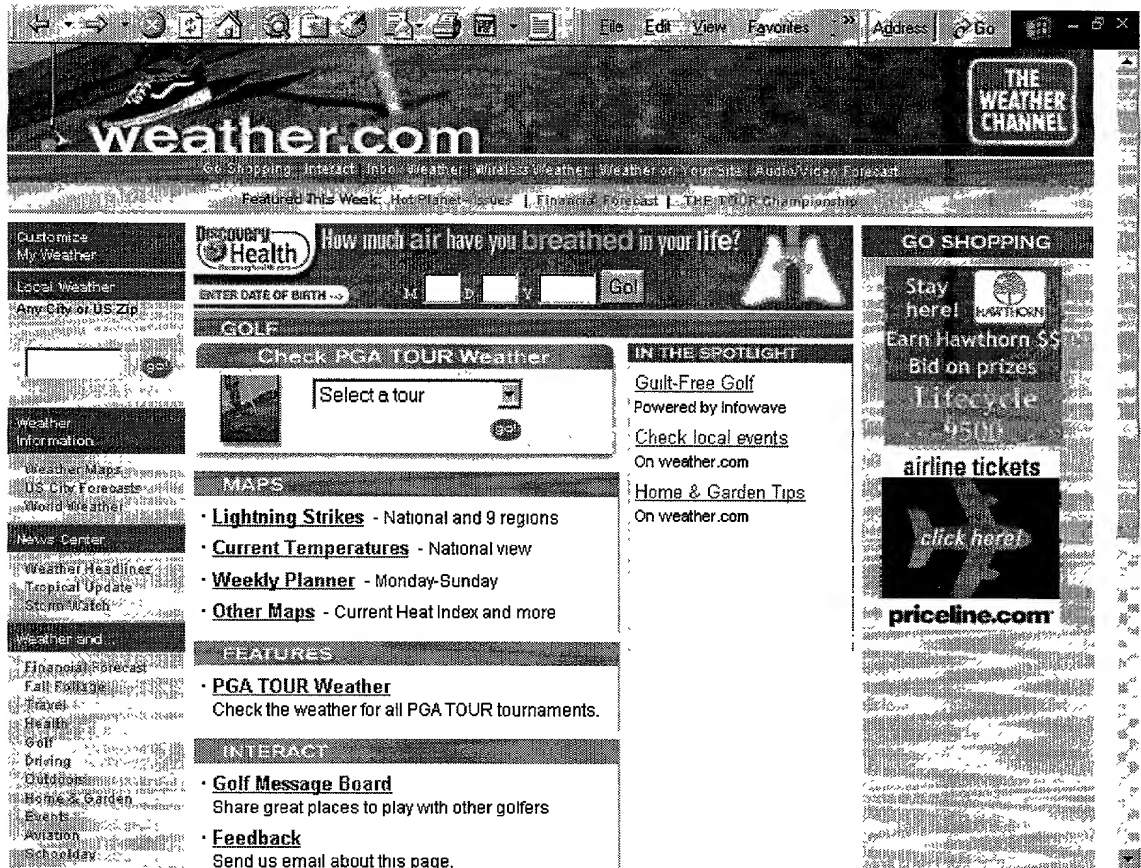 File Edit View Favorites » Address Go
weather.com
THE
WEATHER
CHANNEL
Go Shopping Interact Inbox Weather Wireless Weather Weather on Your Site Audio/Video Forecast
Featured This Week: Hot Planet Issues | Financial Forecast | THE TOUR Championship
Customize
My Weather
Local Weather
Any City or US Zip
go!
Weather
Information
Weather Maps
US City Forecasts
World Weather
News Center
Weather Headlines
Tropical Update
Storm Watch
Weather and...
Financial Forecast
Fall Foliage
Travel
Health
Golf
Driving
Outdoors
Home & Garden
Events
Aviation
Schoolday
Discovery
Health
How much air have you breathed in your life?
ENTER DATE OF BIRTH --> M D Y Go!
GOLF
Check PGA TOUR Weather
Select a tour
go!
MAPS
· Lightning Strikes - National and 9 regions
· Current Temperatures - National view
· Weekly Planner - Monday-Sunday
· Other Maps - Current Heat Index and more
FEATURES
· PGA TOUR Weather
Check the weather for all PGA TOUR tournaments.
INTERACT
· Golf Message Board
Share great places to play with other golfers
· Feedback
Send us email about this page.
IN THE SPOTLIGHT
Guilt-Free Golf
Powered by Infowave
Check local events
On weather.com
Home & Garden Tips
On weather.com
GO SHOPPING
Stay
here!
HAWTHORN
Earn Hawthorn $$
Bid on prizes
Lifecycle
9500
airline tickets
click here!
priceline.com